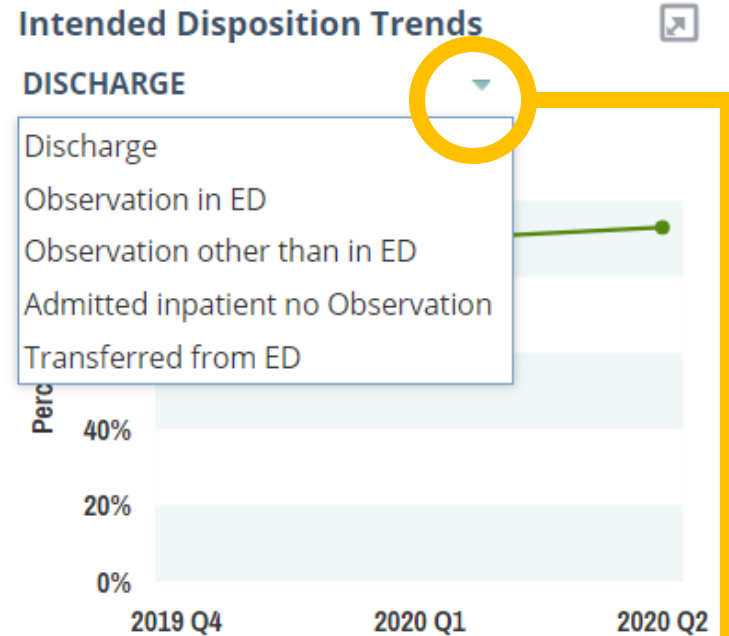 Intended Disposition Trends
DISCHARGE
Discharge
Observation in ED
Observation other than in ED
Admitted inpatient no Observation
Transferred from ED
40%
20%
0%
2019 Q4 2020 Q1 2020 Q2